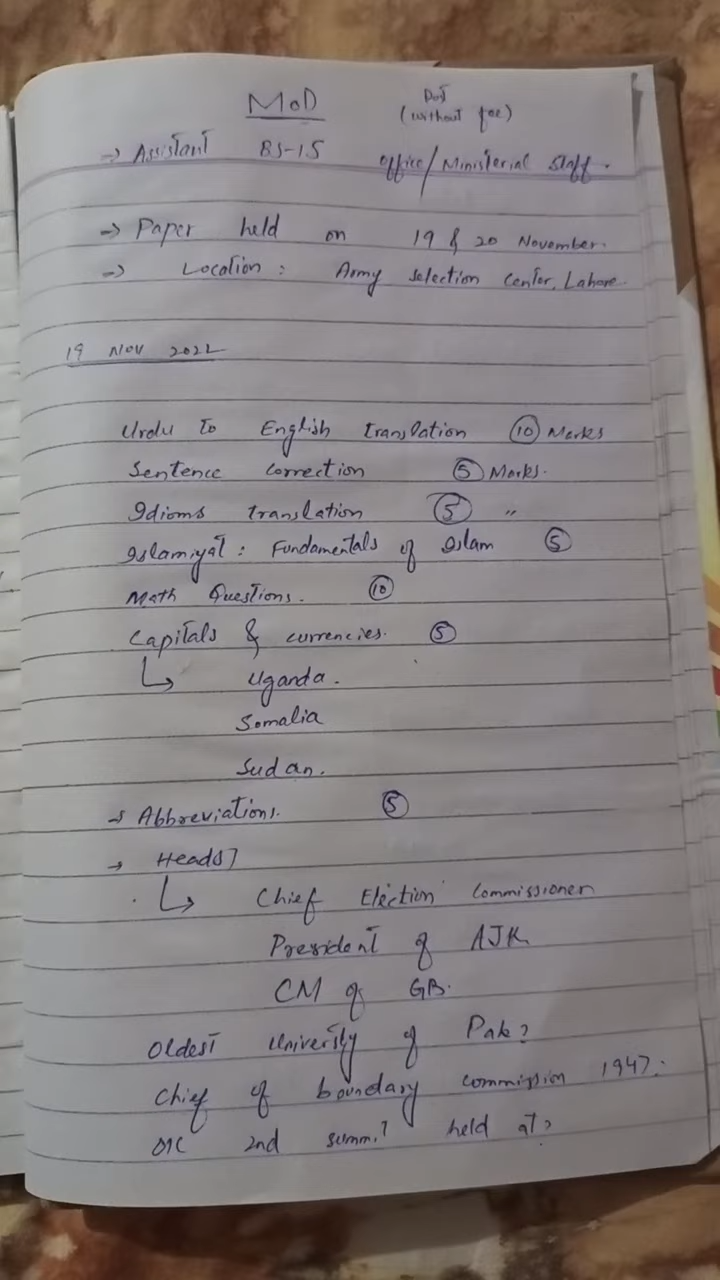 MoD
(without fee)
→ Assistant BS-15 office/Ministerial Staff.
→ Paper held on 19 & 20 November.
→ Location : Army Selection Center, Lahore.
19 Nov 2022
Urdu to English translation (10) Marks
Sentence correction (5) Marks.
Idioms translation (5) "
Islamiyat : Fundamentals of Islam (5)
Math Questions. (10)
Capitals & currencies. (5)
↳ Uganda.
Somalia
Sudan.
→ Abbreviations. (5)
→ Heads?
↳ Chief Election Commissioner
President of AJK
CM of GB.
Oldest University of Pak?
Chief of boundary commission 1947.
OIC 2nd summit held at?